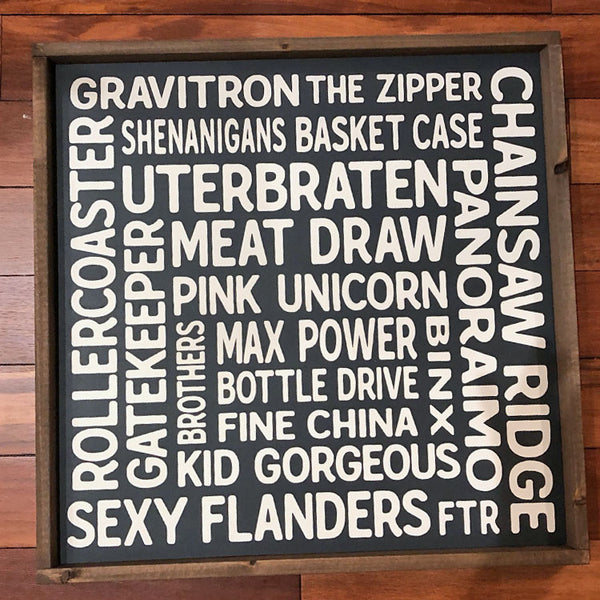 GRAVITRON THE ZIPPER
SHENANIGANS BASKET CASE
UTERBRATEN
MEAT DRAW
PINK UNICORN
MAX POWER
BOTTLE DRIVE
FINE CHINA
KID GORGEOUS
SEXY FLANDERS FTR
ROLLERCOASTER
GATEKEEPER
BROTHERS
BINX
PANORAIMO
CHAINSAW RIDGE